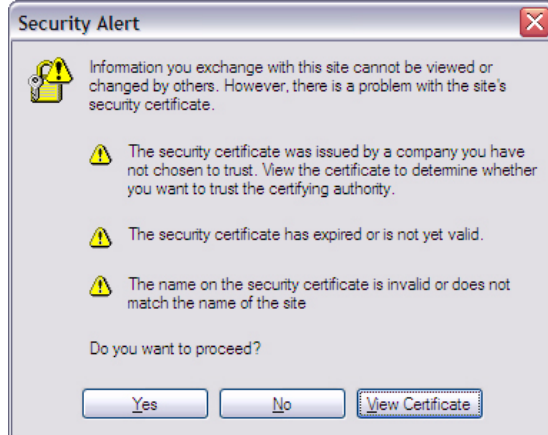 Security Alert
Information you exchange with this site cannot be viewed or
changed by others. However, there is a problem with the site's
security certificate.
The security certificate was issued by a company you have
not chosen to trust. View the certificate to determine whether
you want to trust the certifying authority.
The security certificate has expired or is not yet valid.
The name on the security certificate is invalid or does not
match the name of the site
Do you want to proceed?
Yes
No
View Certificate